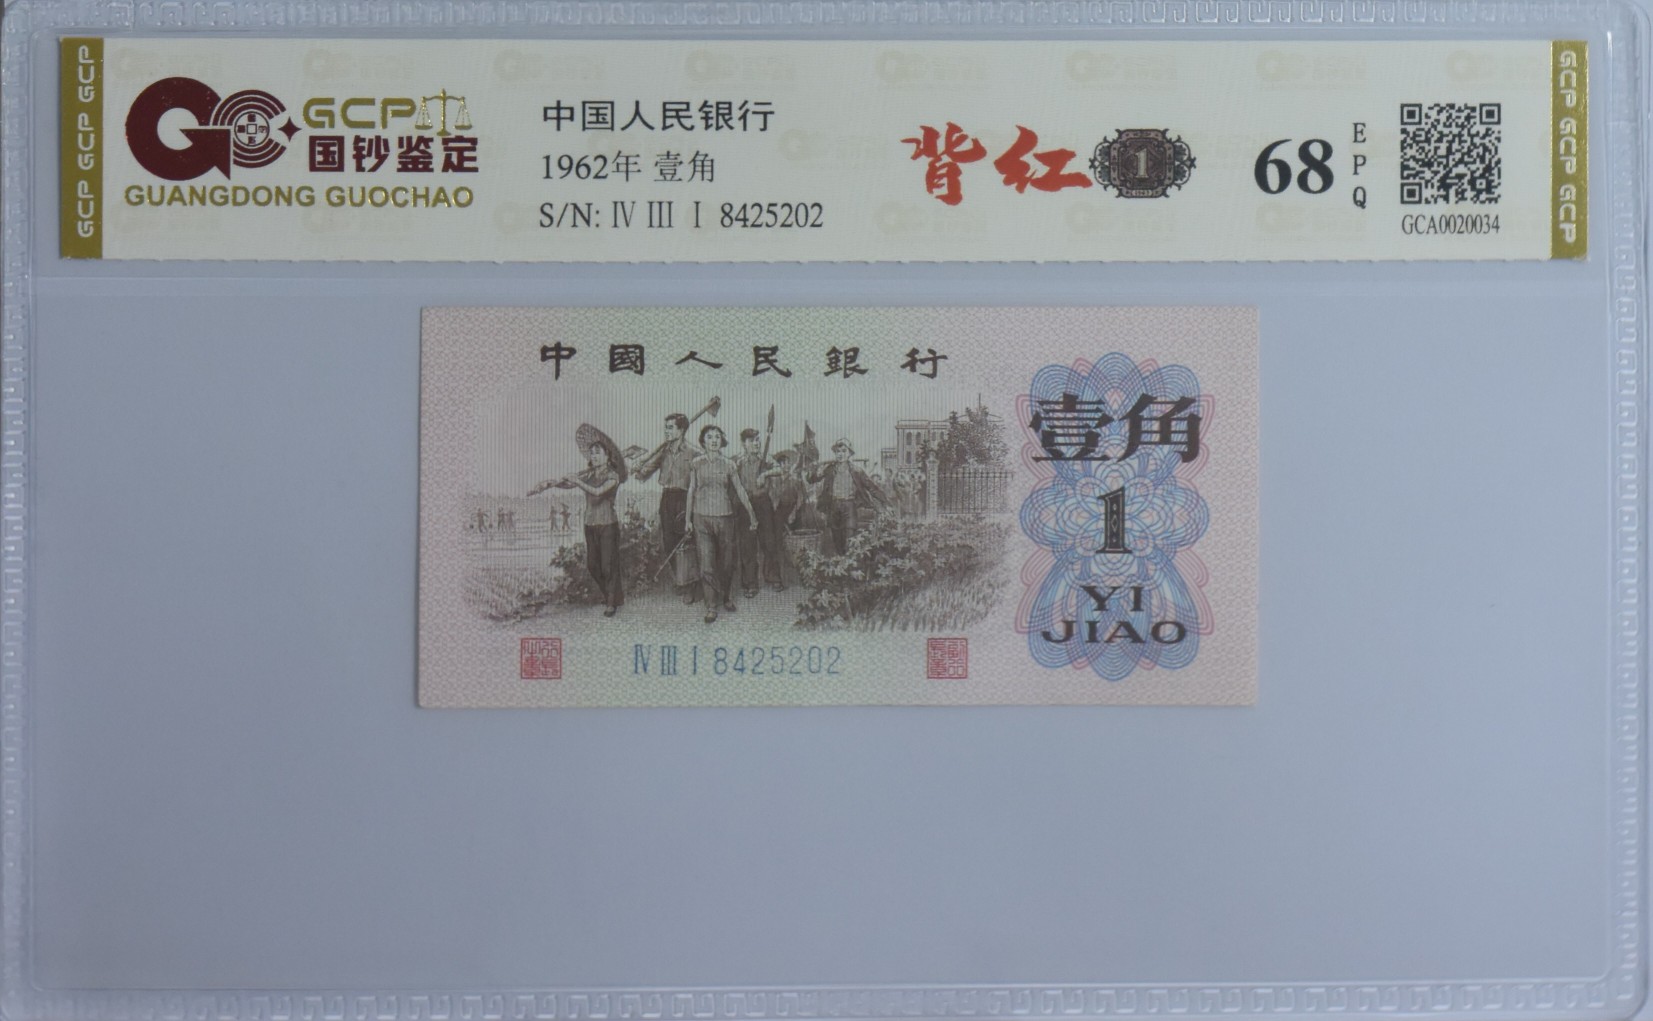 GCP GCP GCP
GCP
国钞鉴定
GUANGDONG GUOCHAO
中国人民银行
1962年 壹角
S/N: Ⅳ Ⅲ Ⅰ 8425202
背红
1
68
EPQ
GCA0020034
GCP GCP GCP
中國人民銀行
壹角
1
YI
JIAO
Ⅳ Ⅲ Ⅰ 8425202